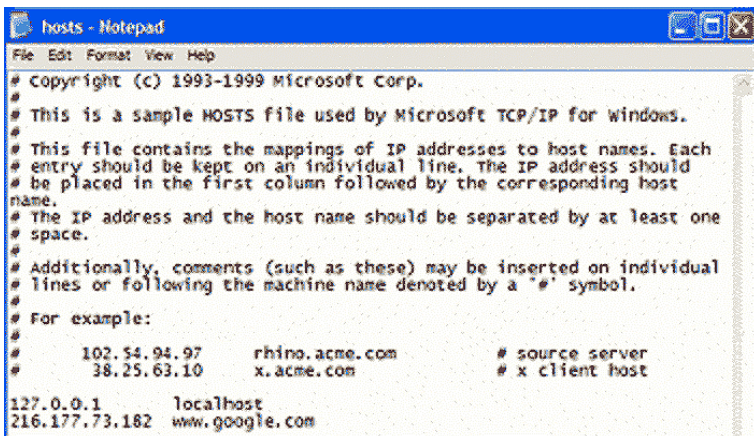 hosts - Notepad
File Edit Format View Help
# Copyright (c) 1993-1999 Microsoft Corp.
#
# This is a sample HOSTS file used by Microsoft TCP/IP for Windows.
#
# This file contains the mappings of IP addresses to host names. Each
# entry should be kept on an individual line. The IP address should
# be placed in the first column followed by the corresponding host
name.
# The IP address and the host name should be separated by at least one
# space.
#
# Additionally, comments (such as these) may be inserted on individual
# lines or following the machine name denoted by a '#' symbol.
#
# For example:
#
# 102.54.94.97 rhino.acme.com # source server
# 38.25.63.10 x.acme.com # x client host
127.0.0.1 localhost
216.177.73.182 www.google.com